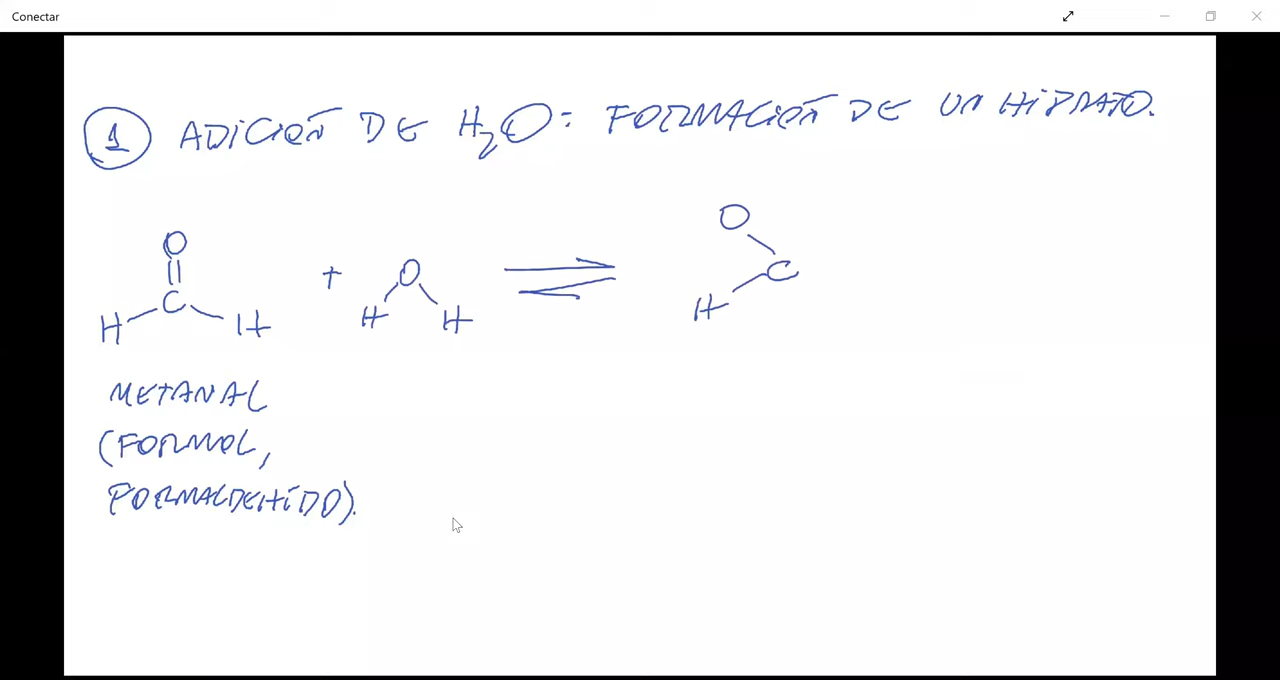 Conectar
1 ADICIÓN DE H₂O: FORMACIÓN DE UN HIDRATO.
O
O
C
H
H
+
O
H
H
⇌
O
C
H
METANAL
(FORMOL,
FORMALDEHÍDO).